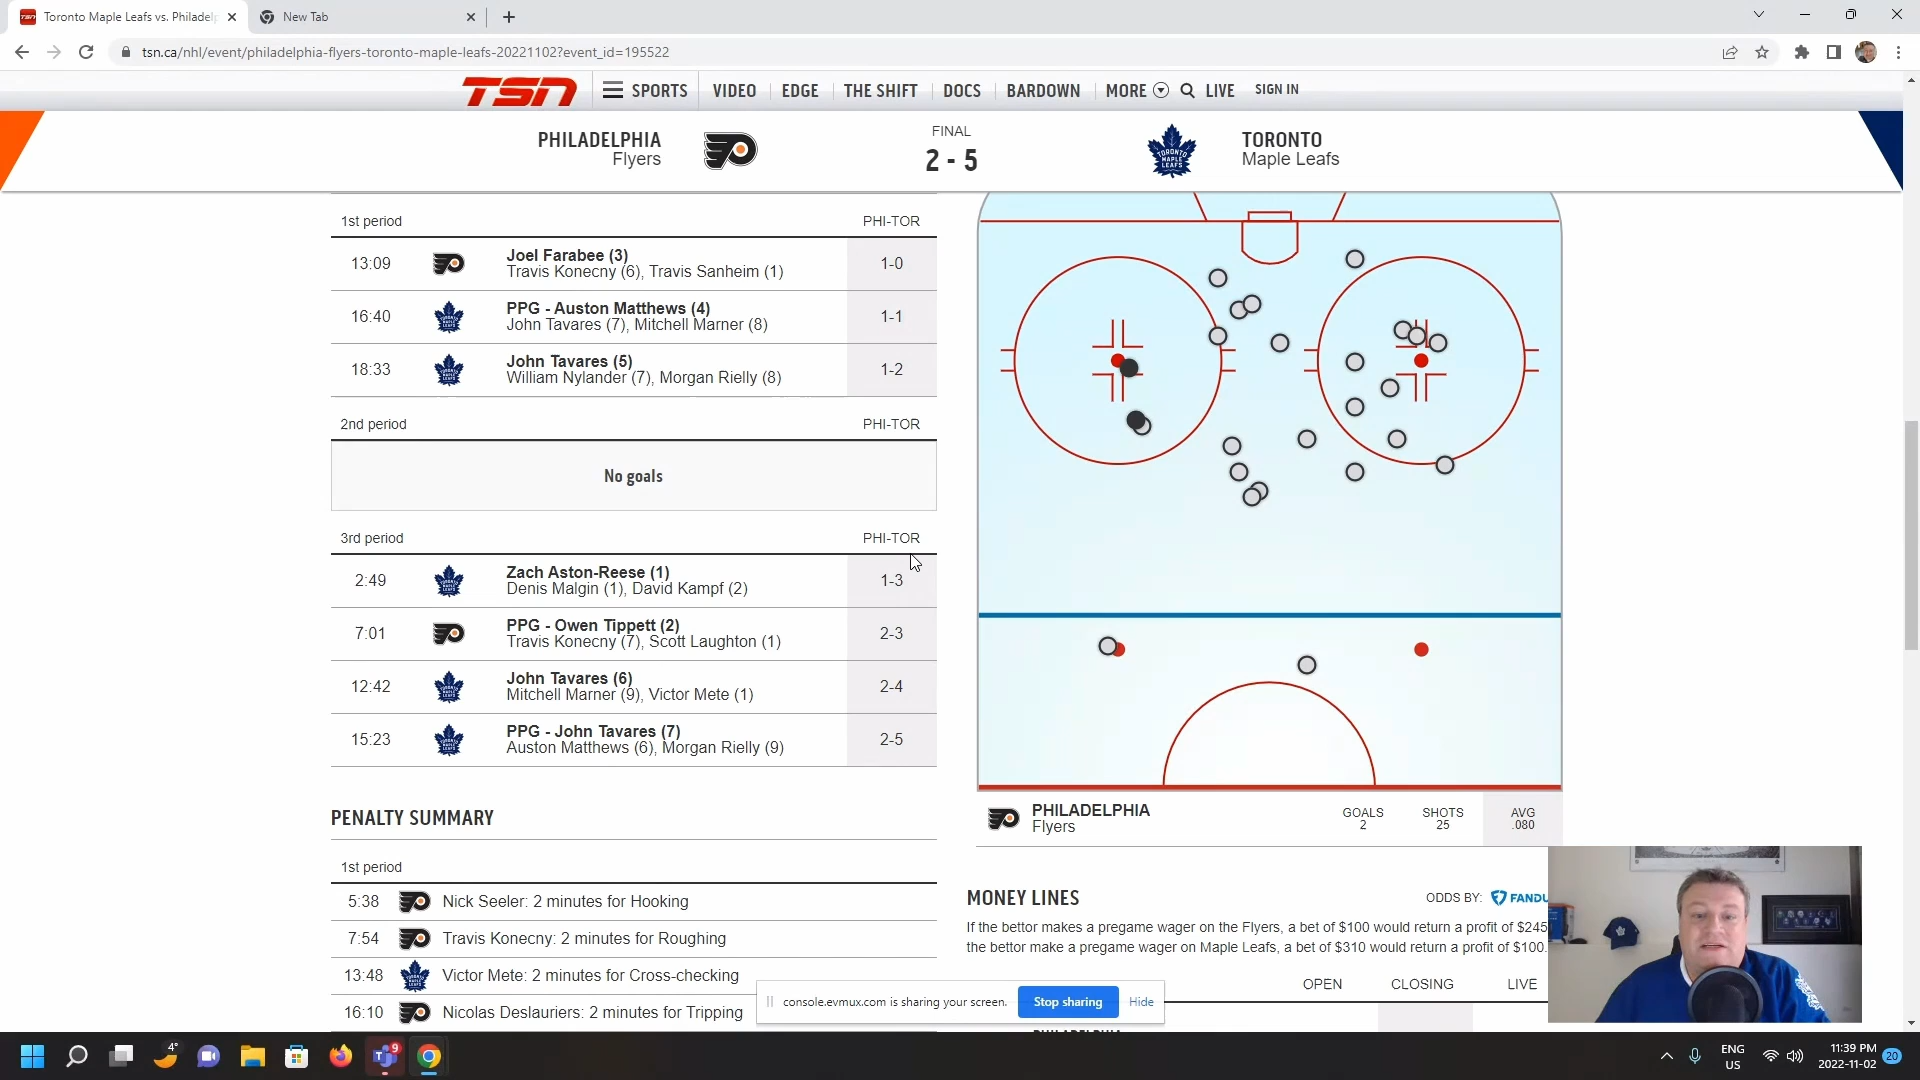 Toronto Maple Leafs vs. Philadelp
New Tab
tsn.ca/nhl/event/philadelphia-flyers-toronto-maple-leafs-20221102?event_id=195522
TSN
SPORTS
VIDEO
EDGE
THE SHIFT
DOCS
BARDOWN
MORE
LIVE
SIGN IN
PHILADELPHIA
Flyers
FINAL
2 - 5
TORONTO
Maple Leafs
1st period PHI-TOR
13:09 Joel Farabee (3) 1-0
Travis Konecny (6), Travis Sanheim (1)
16:40 PPG - Auston Matthews (4) 1-1
John Tavares (7), Mitchell Marner (8)
18:33 John Tavares (5) 1-2
William Nylander (7), Morgan Rielly (8)
2nd period PHI-TOR
No goals
3rd period PHI-TOR
2:49 Zach Aston-Reese (1) 1-3
Denis Malgin (1), David Kampf (2)
7:01 PPG - Owen Tippett (2) 2-3
Travis Konecny (7), Scott Laughton (1)
12:42 John Tavares (6) 2-4
Mitchell Marner (9), Victor Mete (1)
15:23 PPG - John Tavares (7) 2-5
Auston Matthews (6), Morgan Rielly (9)
PENALTY SUMMARY
1st period
5:38 Nick Seeler: 2 minutes for Hooking
7:54 Travis Konecny: 2 minutes for Roughing
13:48 Victor Mete: 2 minutes for Cross-checking
16:10 Nicolas Deslauriers: 2 minutes for Tripping
PHILADELPHIA
Flyers
GOALS
2
SHOTS
25
AVG
.080
MONEY LINES
ODDS BY: FANDU
If the bettor makes a pregame wager on the Flyers, a bet of $100 would return a profit of $245
the bettor make a pregame wager on Maple Leafs, a bet of $310 would return a profit of $100.
OPEN CLOSING LIVE
console.evmux.com is sharing your screen.
Stop sharing
Hide
4°
9
ENG
US
11:39 PM
2022-11-02
20